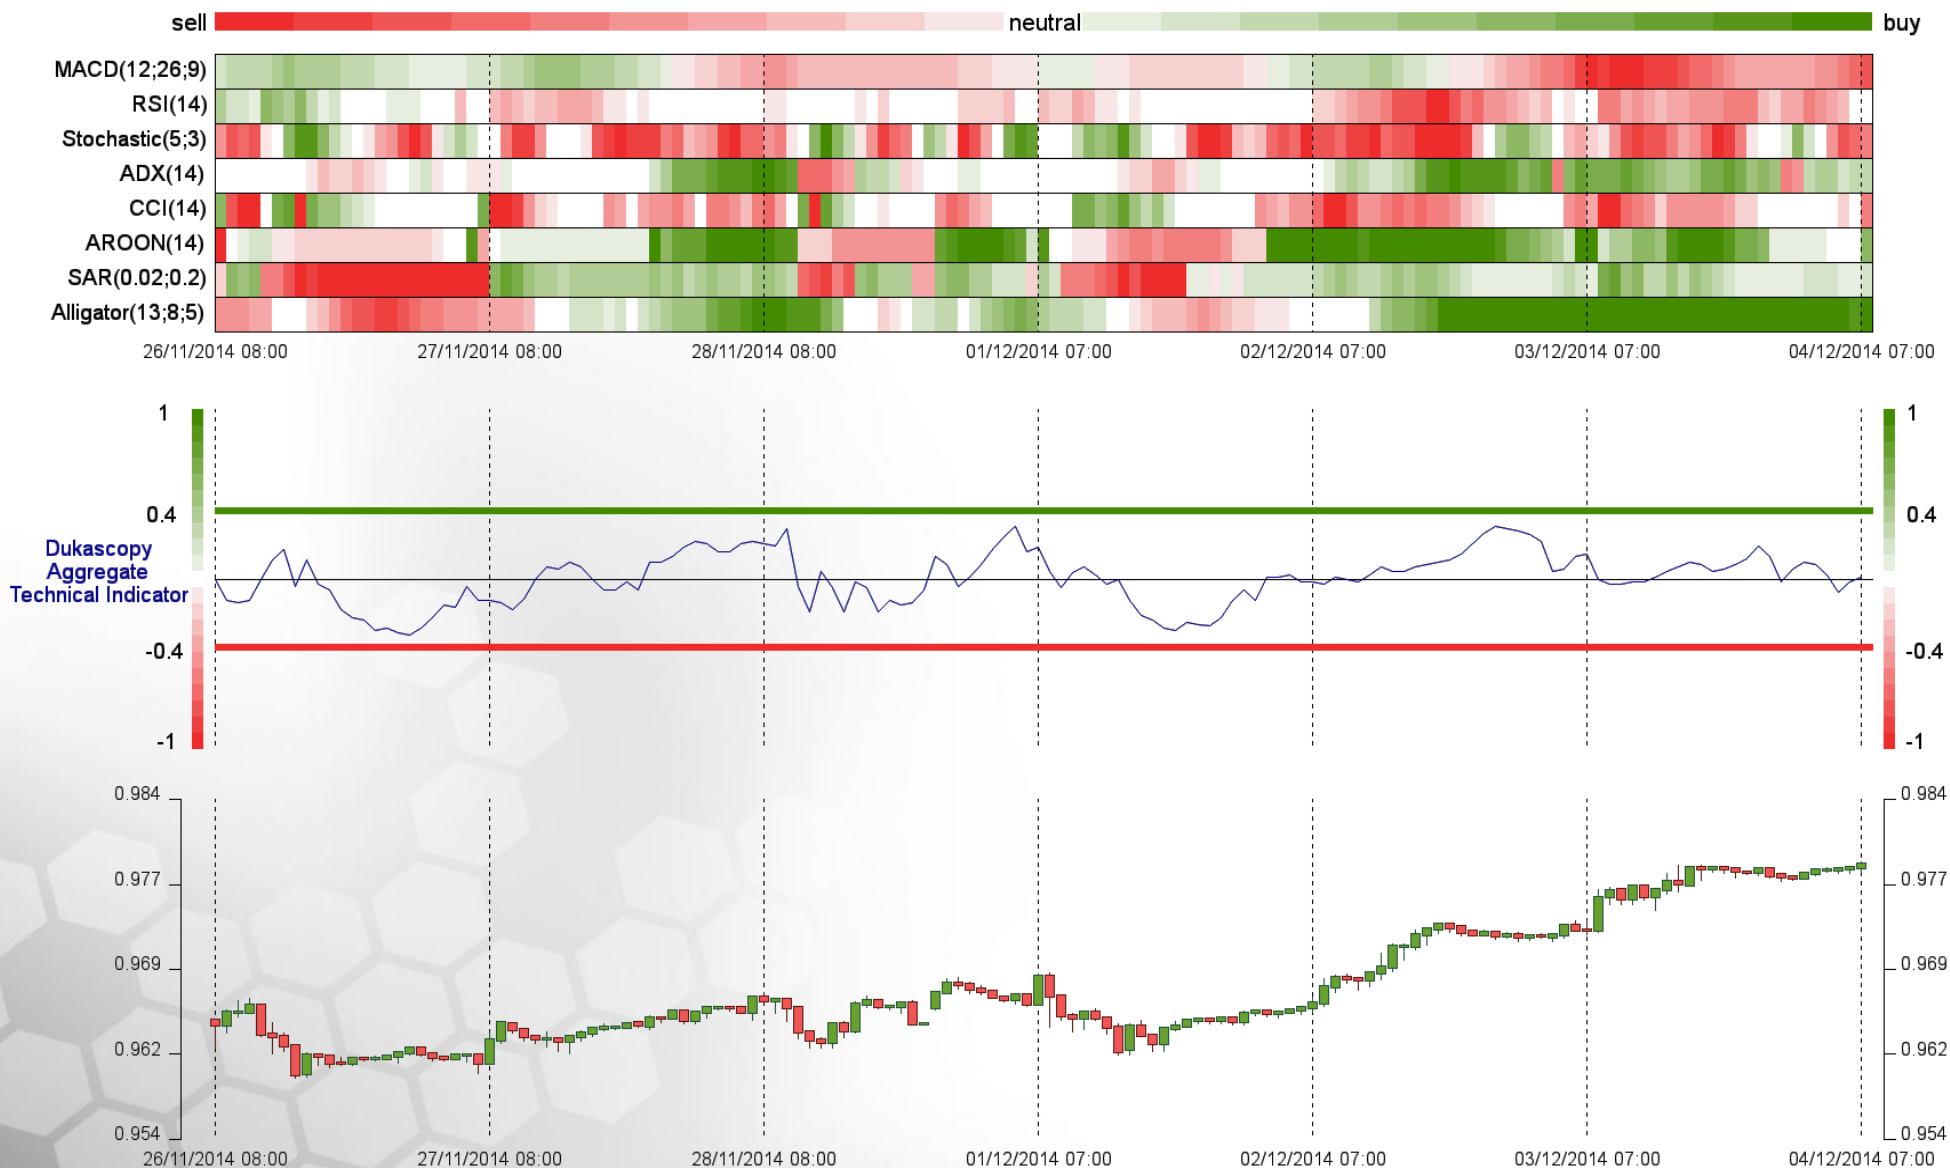 sell neutral buy
MACD(12;26;9)
RSI(14)
Stochastic(5;3)
ADX(14)
CCI(14)
AROON(14)
SAR(0.02;0.2)
Alligator(13;8;5)
26/11/2014 08:00 27/11/2014 08:00 28/11/2014 08:00 01/12/2014 07:00 02/12/2014 07:00 03/12/2014 07:00 04/12/2014 07:00
1 1
0.4 0.4
Dukascopy
Aggregate
Technical Indicator
-0.4 -0.4
-1 -1
0.984 0.984
0.977 0.977
0.969 0.969
0.962 0.962
0.954 0.954
26/11/2014 08:00 27/11/2014 08:00 28/11/2014 08:00 01/12/2014 07:00 02/12/2014 07:00 03/12/2014 07:00 04/12/2014 07:00